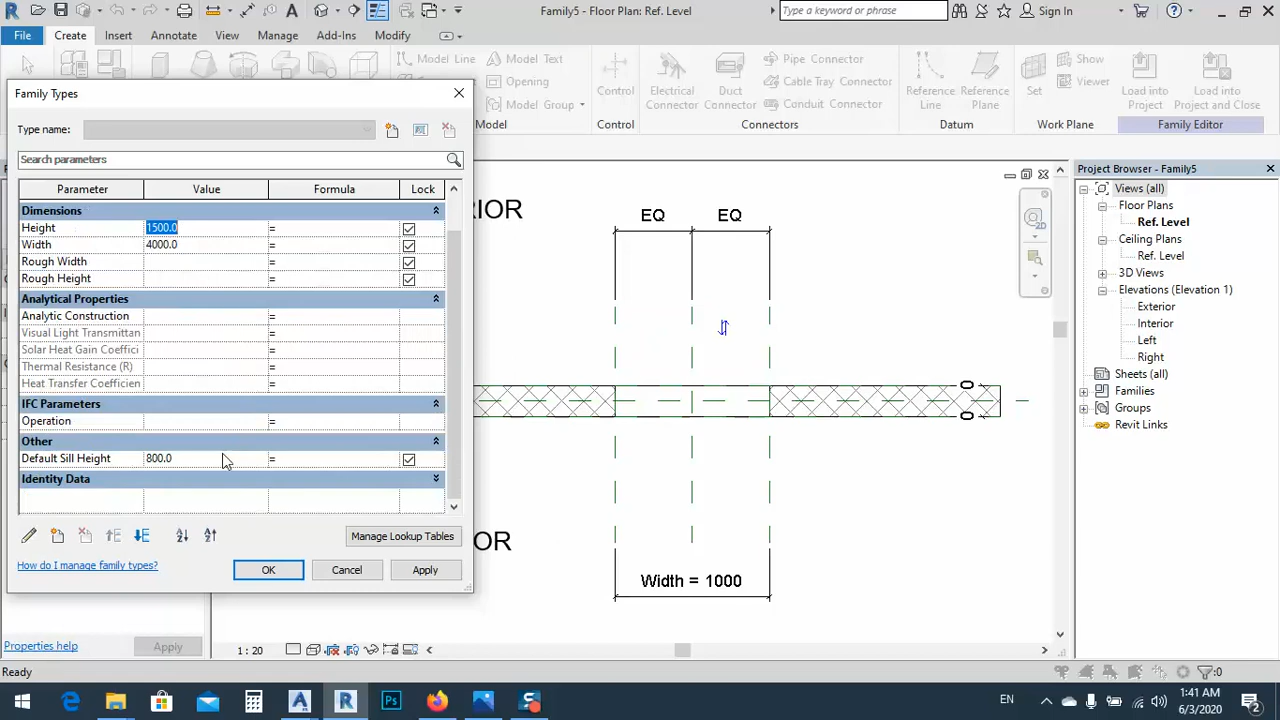 Family5 - Floor Plan: Ref. Level
Type a keyword or phrase
Sign In
File
Create
Insert
Annotate
View
Manage
Add-Ins
Modify
Model Line
Model Text
Opening
Model Group
Model
Control
Control
Electrical Connector
Duct Connector
Pipe Connector
Cable Tray Connector
Conduit Connector
Connectors
Reference Line
Reference Plane
Datum
Set
Show
Viewer
Work Plane
Load into Project
Load into Project and Close
Family Editor
Family Types
Type name:
Search parameters
Parameter Value Formula Lock
Dimensions
Height 1500.0 =
Width 4000.0 =
Rough Width =
Rough Height =
Analytical Properties
Analytic Construction =
Visual Light Transmittan =
Solar Heat Gain Coeffici =
Thermal Resistance (R) =
Heat Transfer Coefficien =
IFC Parameters
Operation =
Other
Default Sill Height 800.0 =
Identity Data
Manage Lookup Tables
How do I manage family types?
OK
Cancel
Apply
Properties help
Apply
RIOR
EQ EQ
0
0
OR
Width = 1000
1 : 20
Project Browser - Family5
Views (all)
Floor Plans
Ref. Level
Ceiling Plans
Ref. Level
3D Views
Elevations (Elevation 1)
Exterior
Interior
Left
Right
Sheets (all)
Families
Groups
Revit Links
Ready
:0
EN
1:41 AM
6/3/2020
2